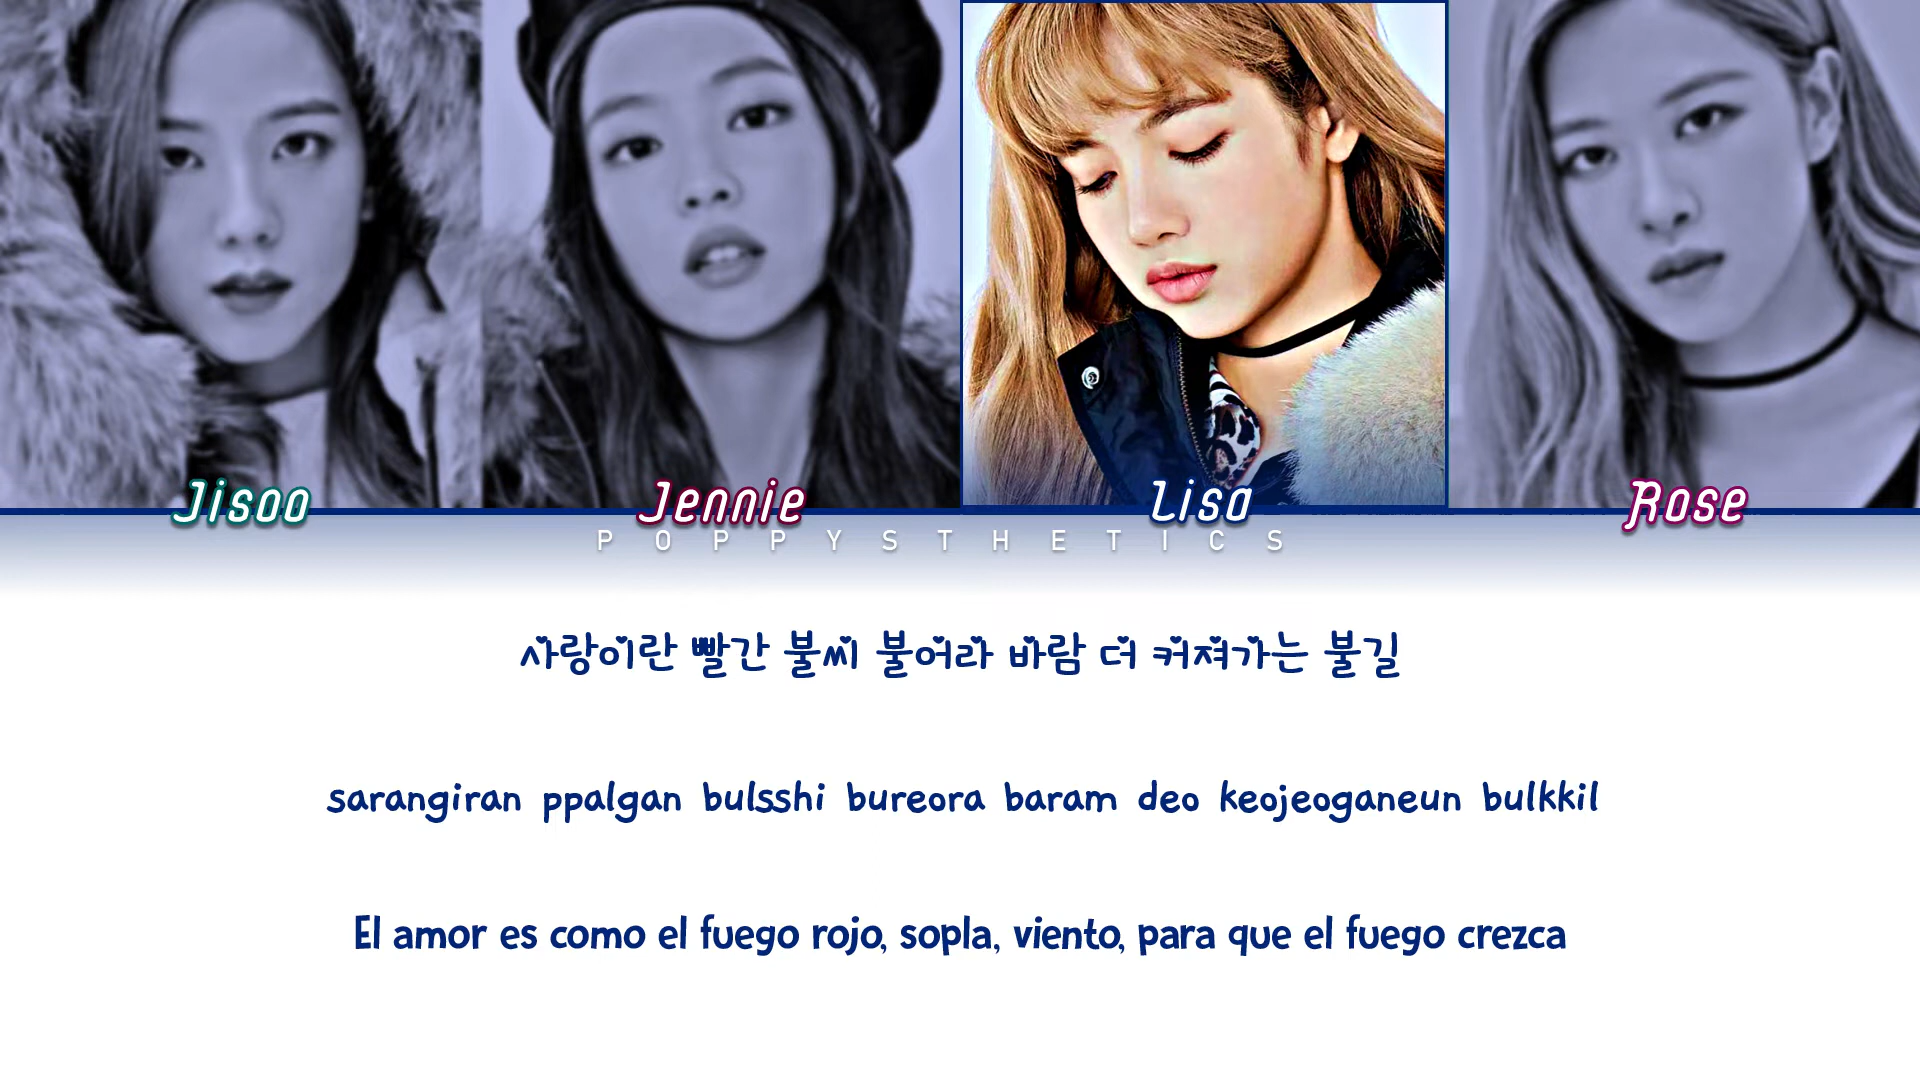 Jisoo
Jennie
Lisa
Rose
POPPYSTHETICS
사랑이란 빨간 불씨 불어라 바람 더 커져가는 불길
sarangiran ppalgan bulsshi bureora baram deo keojeoganeun bulkkil
El amor es como el fuego rojo, sopla, viento, para que el fuego crezca